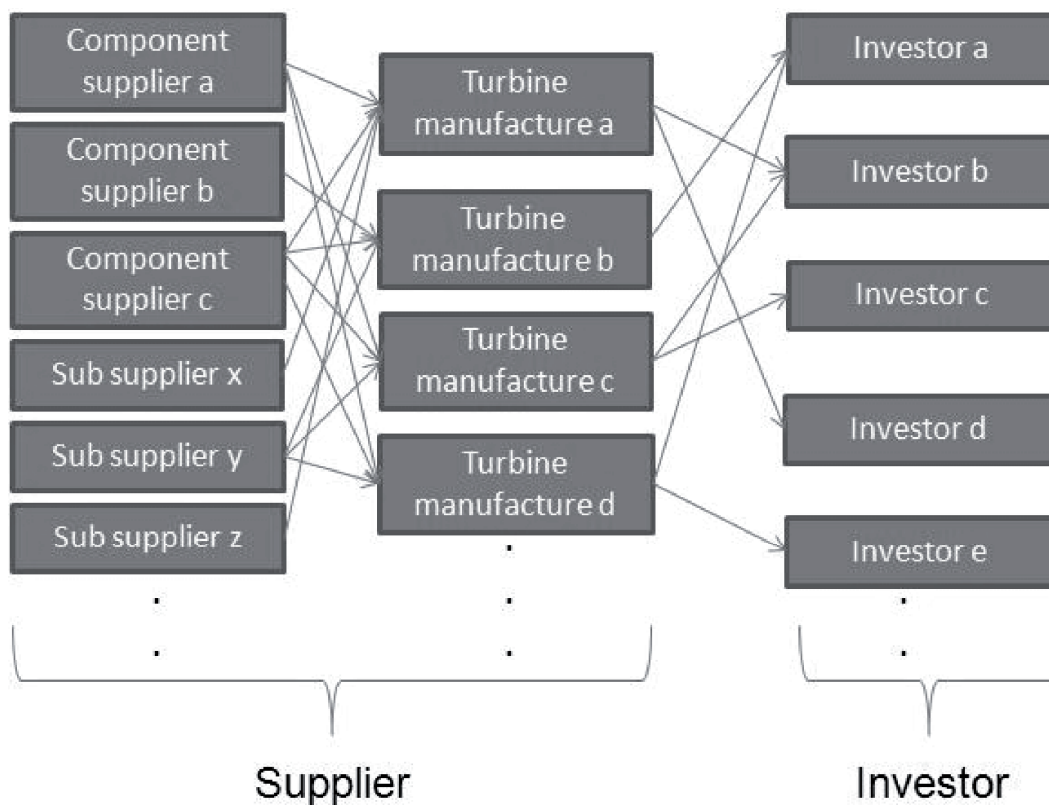 Component
supplier a
Component
supplier b
Component
supplier c
Sub supplier x
Sub supplier y
Sub supplier z
Turbine
manufacture a
Turbine
manufacture b
Turbine
manufacture c
Turbine
manufacture d
Investor a
Investor b
Investor c
Investor d
Investor e
Supplier
Investor